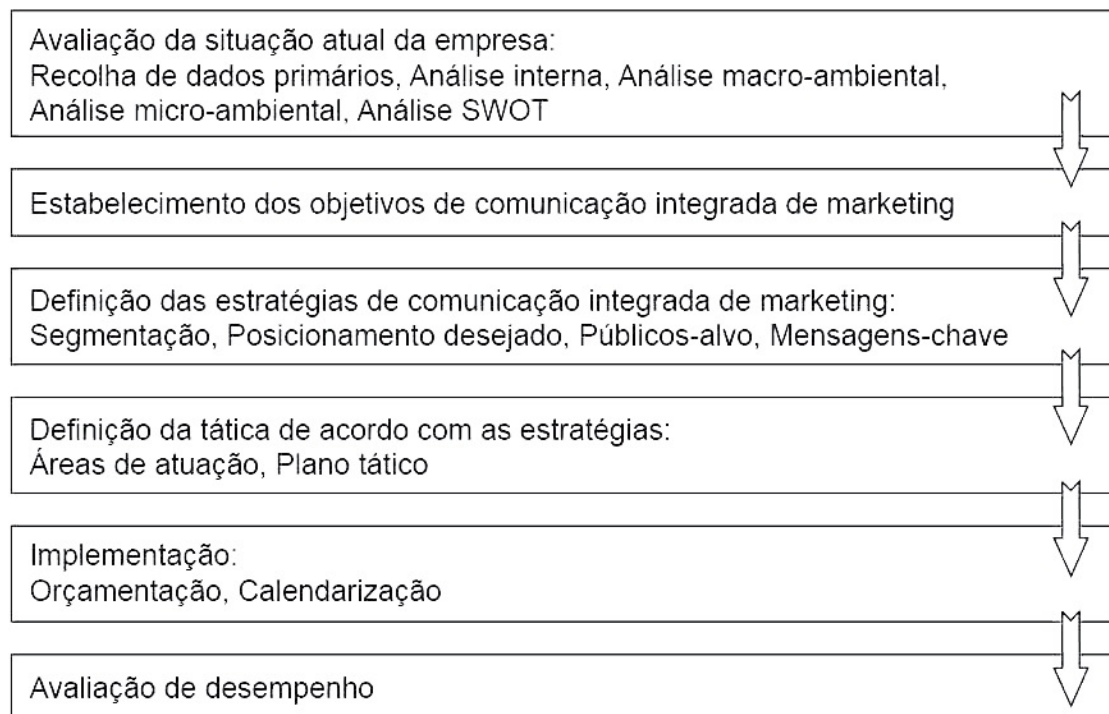 Avaliação da situação atual da empresa:
Recolha de dados primários, Análise interna, Análise macro-ambiental,
Análise micro-ambiental, Análise SWOT
Estabelecimento dos objetivos de comunicação integrada de marketing
Definição das estratégias de comunicação integrada de marketing:
Segmentação, Posicionamento desejado, Públicos-alvo, Mensagens-chave
Definição da tática de acordo com as estratégias:
Áreas de atuação, Plano tático
Implementação:
Orçamentação, Calendarização
Avaliação de desempenho